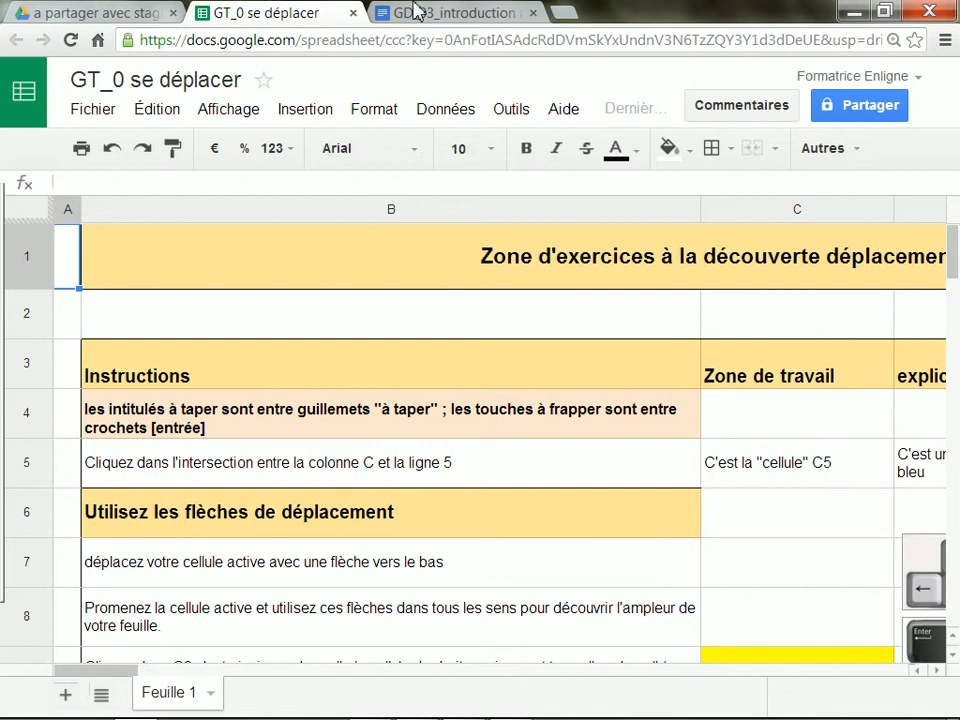 a partager avec stag
GT_0 se déplacer
GD_03_introduction
https://docs.google.com/spreadsheet/ccc?key=0AnFotIASAdcRdDVmSkYxUndnV3N6TzZQY3Y1d3dDeUE&usp=dri
GT_0 se déplacer
Formatrice Enligne
Fichier Édition Affichage Insertion Format Données Outils Aide Dernièr...
Commentaires
Partager
€ % 123 Arial 10 B I S A Autres
fx
A B C
1 Zone d'exercices à la découverte déplacemer
2
3 Instructions Zone de travail explic
4 les intitulés à taper sont entre guillemets "à taper" ; les touches à frapper sont entre
crochets [entrée]
5 Cliquez dans l'intersection entre la colonne C et la ligne 5 C'est la "cellule" C5 C'est ur
bleu
6 Utilisez les flèches de déplacement
7 déplacez votre cellule active avec une flèche vers le bas
8 Promenez la cellule active et utilisez ces flèches dans tous les sens pour découvrir l'ampleur de
votre feuille.
Enter
Feuille 1